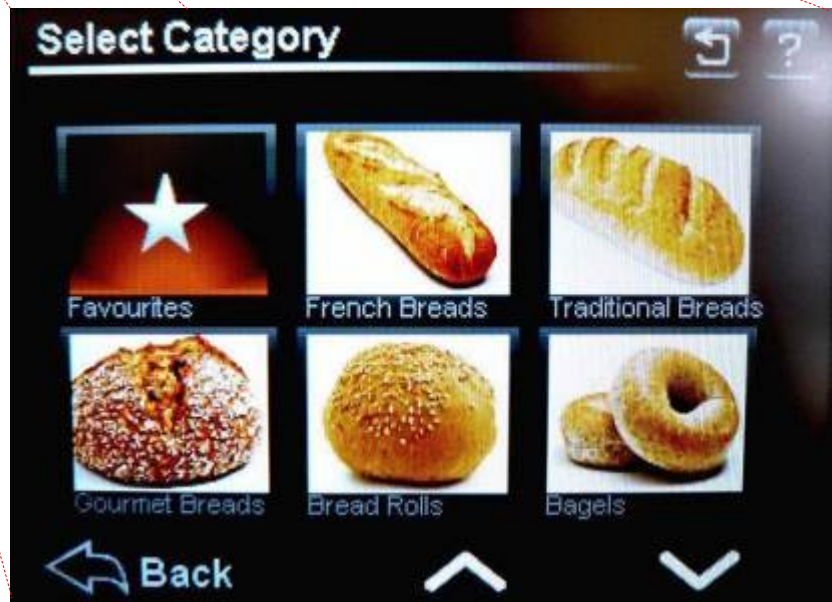 Select Category
?
Favourites
French Breads
Traditional Breads
Gourmet Breads
Bread Rolls
Bagels
Back